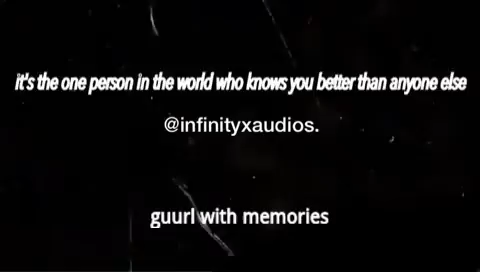 it's the one person in the world who knows you better than anyone else
@infinityxaudios.
guurl with memories